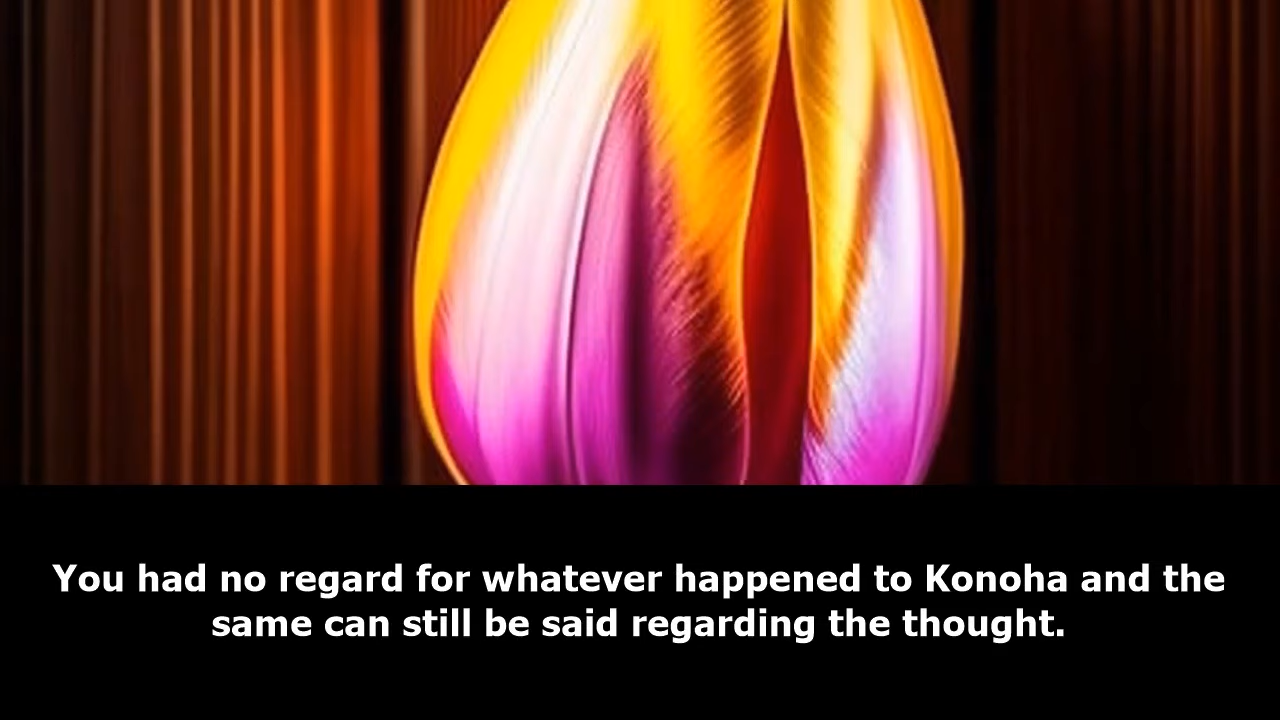 You had no regard for whatever happened to Konoha and the
same can still be said regarding the thought.